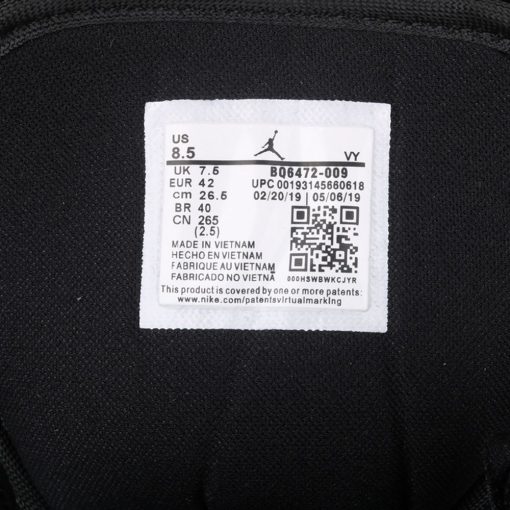 US
8.5 VY
UK 7.5 BQ6472-009
EUR 42 UPC 00193145660618
cm 26.5 02/20/19 | 05/06/19
BR 40
CN 265
(2.5)
MADE IN VIETNAM
HECHO EN VIETNAM
FABRIQUE AU VIETNAM
FABRICADO NO VIETNÃ
000HSWBWKCJYR
This product is covered by one or more patents:
www.nike.com/patentsvirtualmarking